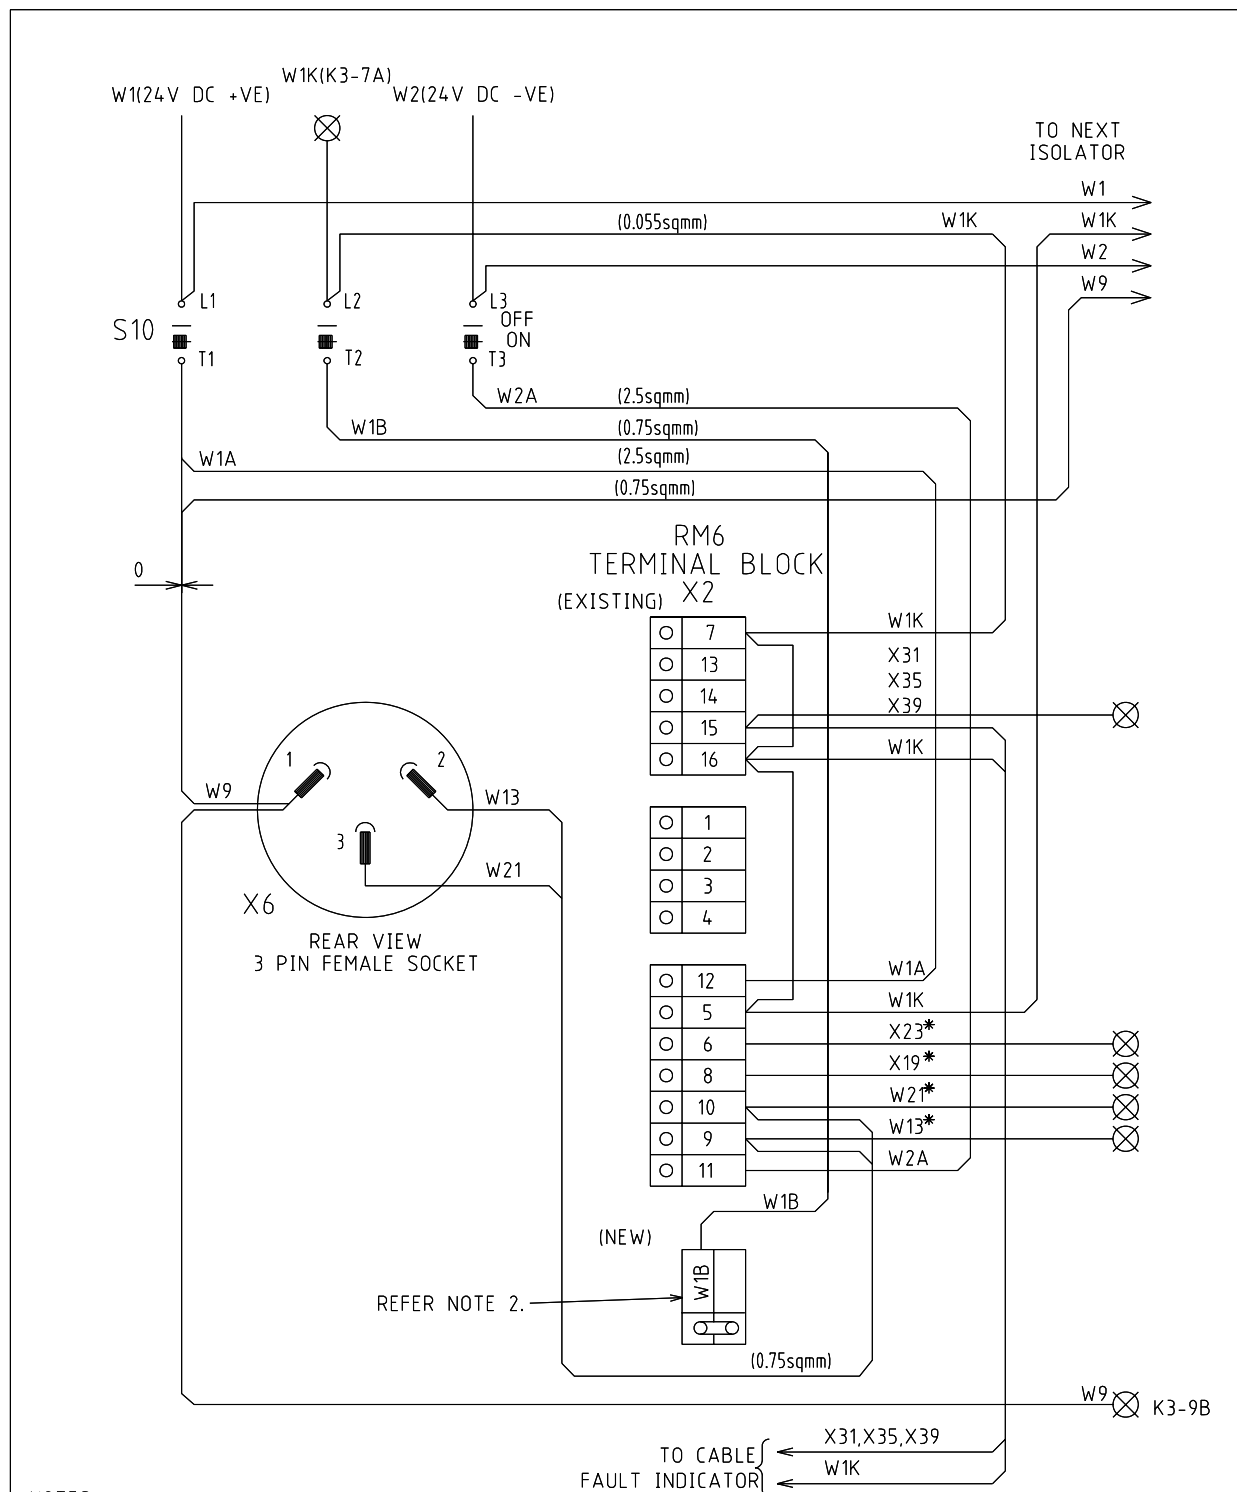 W1(24V DC +VE)
W1K(K3-7A)
W2(24V DC -VE)
TO NEXT
ISOLATOR
W1
(0.055sqmm)
W1K
W1K
W2
W9
L1
L2
L3
OFF
ON
S10
T1
T2
T3
W2A
(2.5sqmm)
W1B
(0.75sqmm)
W1A
(2.5sqmm)
(0.75sqmm)
RM6
TERMINAL BLOCK
X2
(EXISTING)
0
7
W1K
13
X31
14
X35
X39
15
16
W1K
1
2
3
W9
W13
W21
X6
REAR VIEW
3 PIN FEMALE SOCKET
1
2
3
4
12
W1A
5
W1K
6
X23*
8
X19*
10
W21*
9
W13*
11
W2A
W1B
(NEW)
W1B
REFER NOTE 2.
(0.75sqmm)
W9
K3-9B
X31,X35,X39
TO CABLE
FAULT INDICATOR
W1K